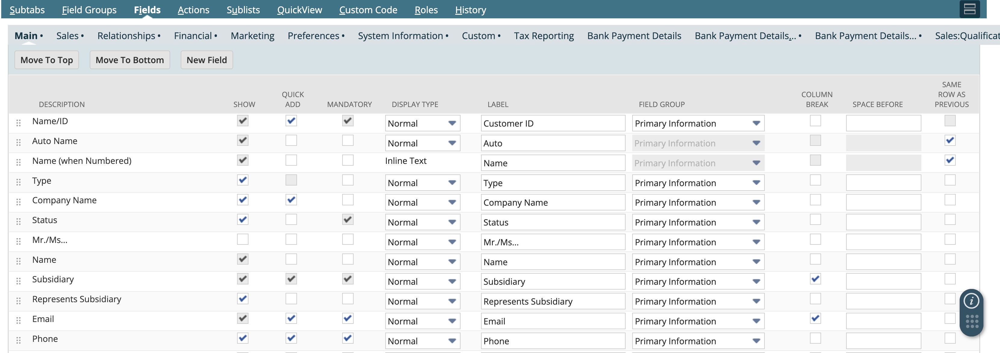 Subtabs Field Groups Fields Actions Sublists QuickView Custom Code Roles History
Main • Sales • Relationships • Financial • Marketing Preferences • System Information • Custom • Tax Reporting Bank Payment Details Bank Payment Details... • Bank Payment Details... • Sales:Qualificat
Move To Top Move To Bottom New Field
DESCRIPTION SHOW QUICK ADD MANDATORY DISPLAY TYPE LABEL FIELD GROUP COLUMN BREAK SPACE BEFORE SAME ROW AS PREVIOUS
Name/ID Normal Customer ID Primary Information
Auto Name Normal Auto Primary Information
Name (when Numbered) Inline Text Name Primary Information
Type Normal Type Primary Information
Company Name Normal Company Name Primary Information
Status Normal Status Primary Information
Mr./Ms... Normal Mr./Ms... Primary Information
Name Normal Name Primary Information
Subsidiary Normal Subsidiary Primary Information
Represents Subsidiary Normal Represents Subsidiary Primary Information
Email Normal Email Primary Information
Phone Normal Phone Primary Information